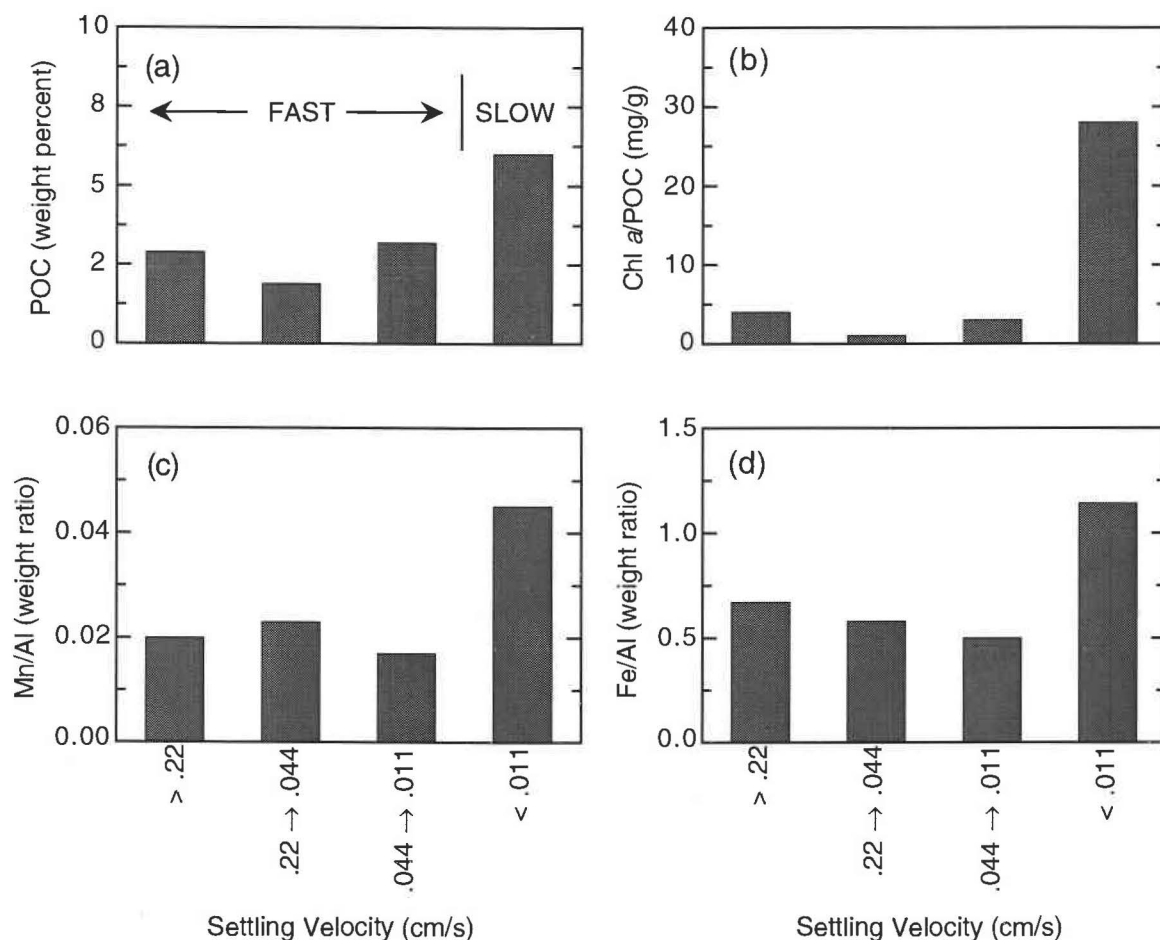 (a)
FAST
SLOW
POC (weight percent)
10
8
5
2
0
(b)
Chl a/POC (mg/g)
40
30
20
10
0
(c)
Mn/Al (weight ratio)
0.06
0.04
0.02
0.00
> .22
.22 → .044
.044 → .011
< .011
Settling Velocity (cm/s)
(d)
Fe/Al (weight ratio)
1.5
1.0
0.5
0.0
> .22
.22 → .044
.044 → .011
< .011
Settling Velocity (cm/s)